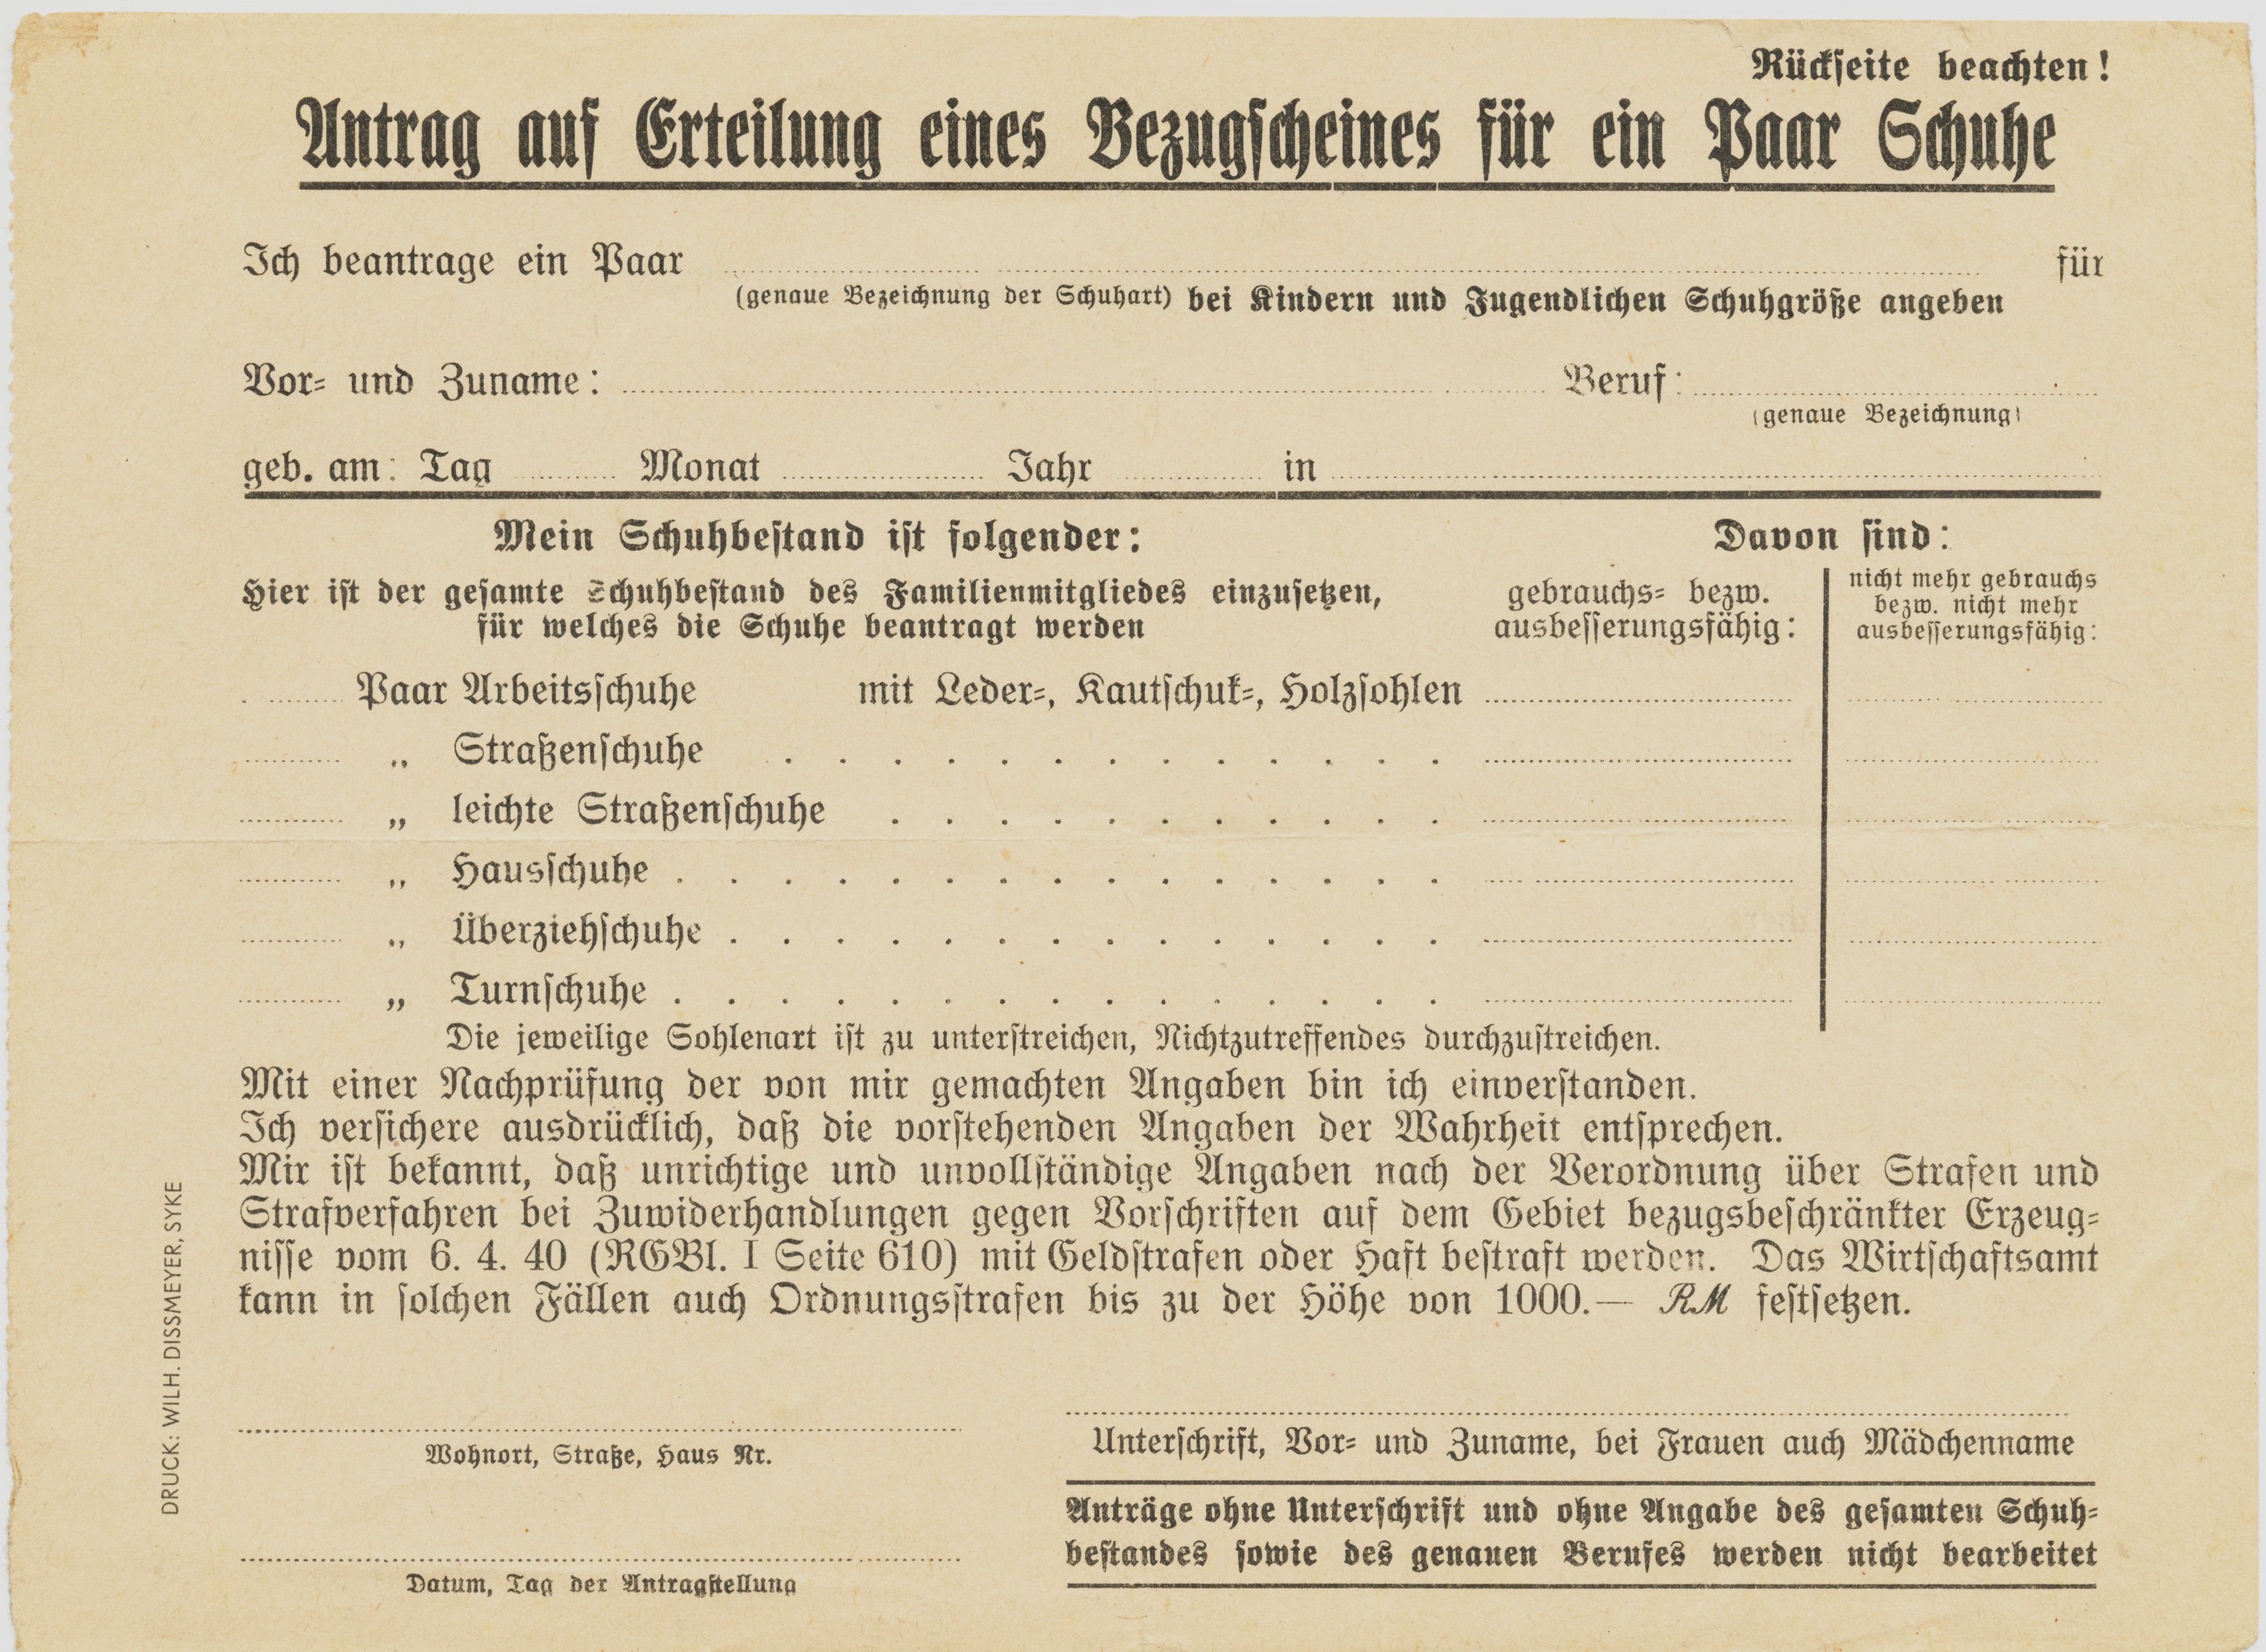 Rückseite beachten!
Antrag auf Erteilung eines Bezugscheines für ein Paar Schuhe
Ich beantrage ein Paar für
(genaue Bezeichnung der Schuhart) bei Kindern und Jugendlichen Schuhgröße angeben
Vor- und Zuname: Beruf:
(genaue Bezeichnung)
geb. am: Tag Monat Jahr in
Mein Schuhbestand ist folgender: Davon sind:
Hier ist der gesamte Schuhbestand des Familienmitgliedes einzusetzen,
für welches die Schuhe beantragt werden
gebrauchs- bezw.
ausbesserungsfähig:
nicht mehr gebrauchs
bezw. nicht mehr
ausbesserungsfähig:
Paar Arbeitsschuhe mit Leder-, Kautschuk-, Holzsohlen
„ Straßenschuhe
„ leichte Straßenschuhe
„ Hausschuhe
„ Überziehschuhe
„ Turnschuhe
Die jeweilige Sohlenart ist zu unterstreichen, Nichtzutreffendes durchzustreichen.
Mit einer Nachprüfung der von mir gemachten Angaben bin ich einverstanden.
Ich versichere ausdrücklich, daß die vorstehenden Angaben der Wahrheit entsprechen.
Mir ist bekannt, daß unrichtige und unvollständige Angaben nach der Verordnung über Strafen und
Strafverfahren bei Zuwiderhandlungen gegen Vorschriften auf dem Gebiet bezugsbeschränkter Erzeug-
nisse vom 6. 4. 40 (RGBl. I Seite 610) mit Geldstrafen oder Haft bestraft werden. Das Wirtschaftsamt
kann in solchen Fällen auch Ordnungsstrafen bis zu der Höhe von 1000.— RM festsetzen.
Wohnort, Straße, Haus Nr.
Datum, Tag der Antragstellung
Unterschrift, Vor- und Zuname, bei Frauen auch Mädchenname
Anträge ohne Unterschrift und ohne Angabe des gesamten Schuh-
bestandes sowie des genauen Berufes werden nicht bearbeitet
DRUCK: WILH. DISSMEYER, SYKE